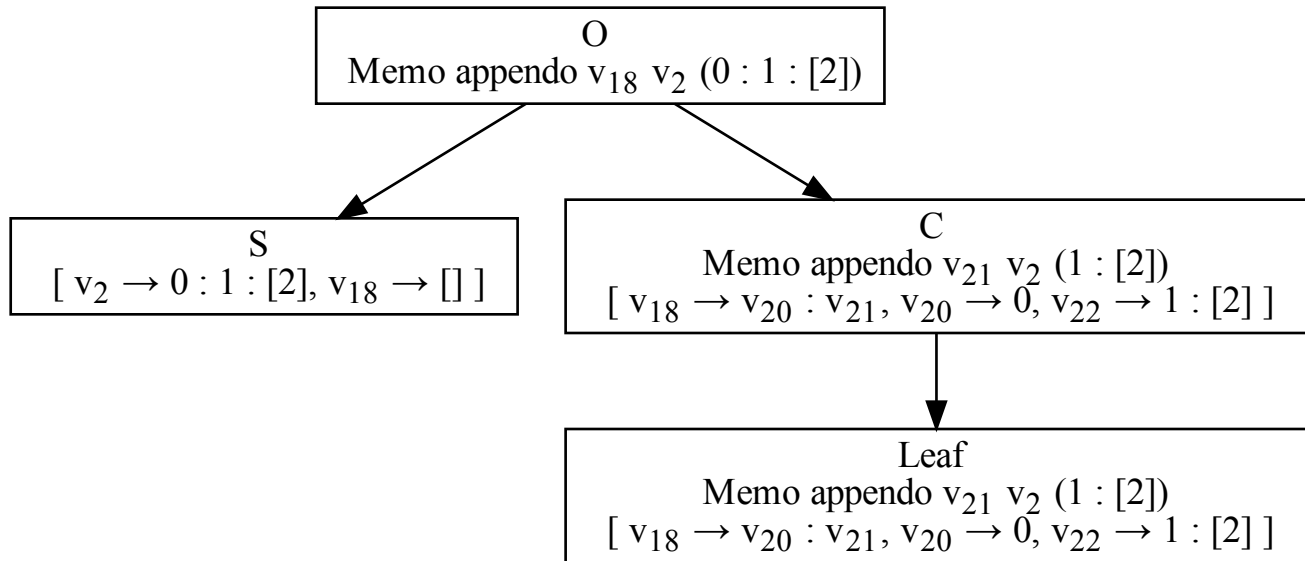 O
Memo appendo v₁₈ v₂ (0 : 1 : [2])
S
[ v₂ → 0 : 1 : [2], v₁₈ → [] ]
C
Memo appendo v₂₁ v₂ (1 : [2])
[ v₁₈ → v₂₀ : v₂₁, v₂₀ → 0, v₂₂ → 1 : [2] ]
Leaf
Memo appendo v₂₁ v₂ (1 : [2])
[ v₁₈ → v₂₀ : v₂₁, v₂₀ → 0, v₂₂ → 1 : [2] ]